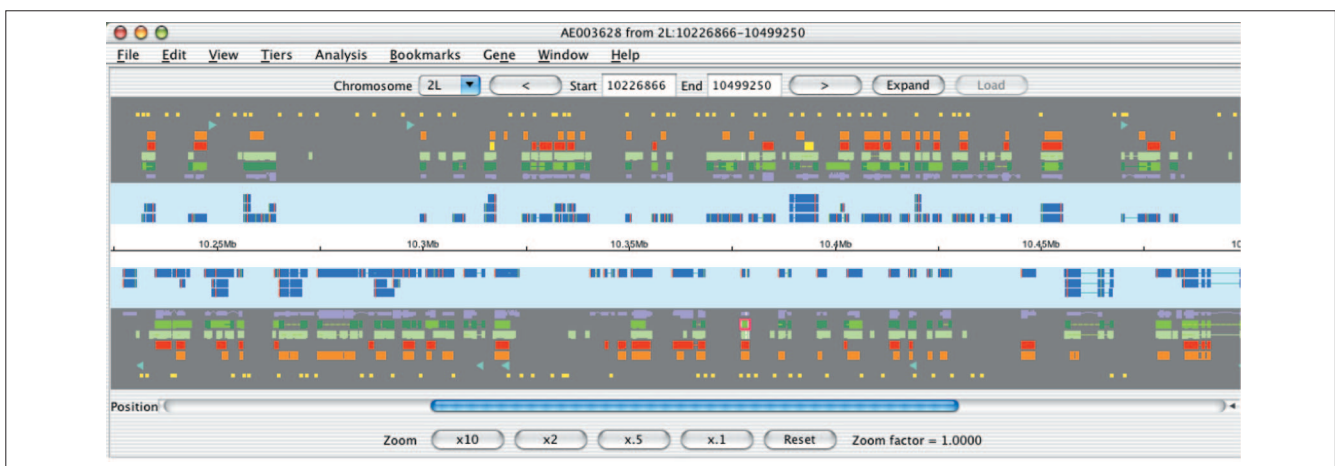 AE003628 from 2L:10226866-10499250
File Edit View Tiers Analysis Bookmarks Gene Window Help
Chromosome 2L < Start 10226866 End 10499250 > Expand Load
10.25Mb 10.3Mb 10.35Mb 10.4Mb 10.45Mb 10
Position
Zoom x10 x2 x.5 x.1 Reset Zoom factor = 1.0000